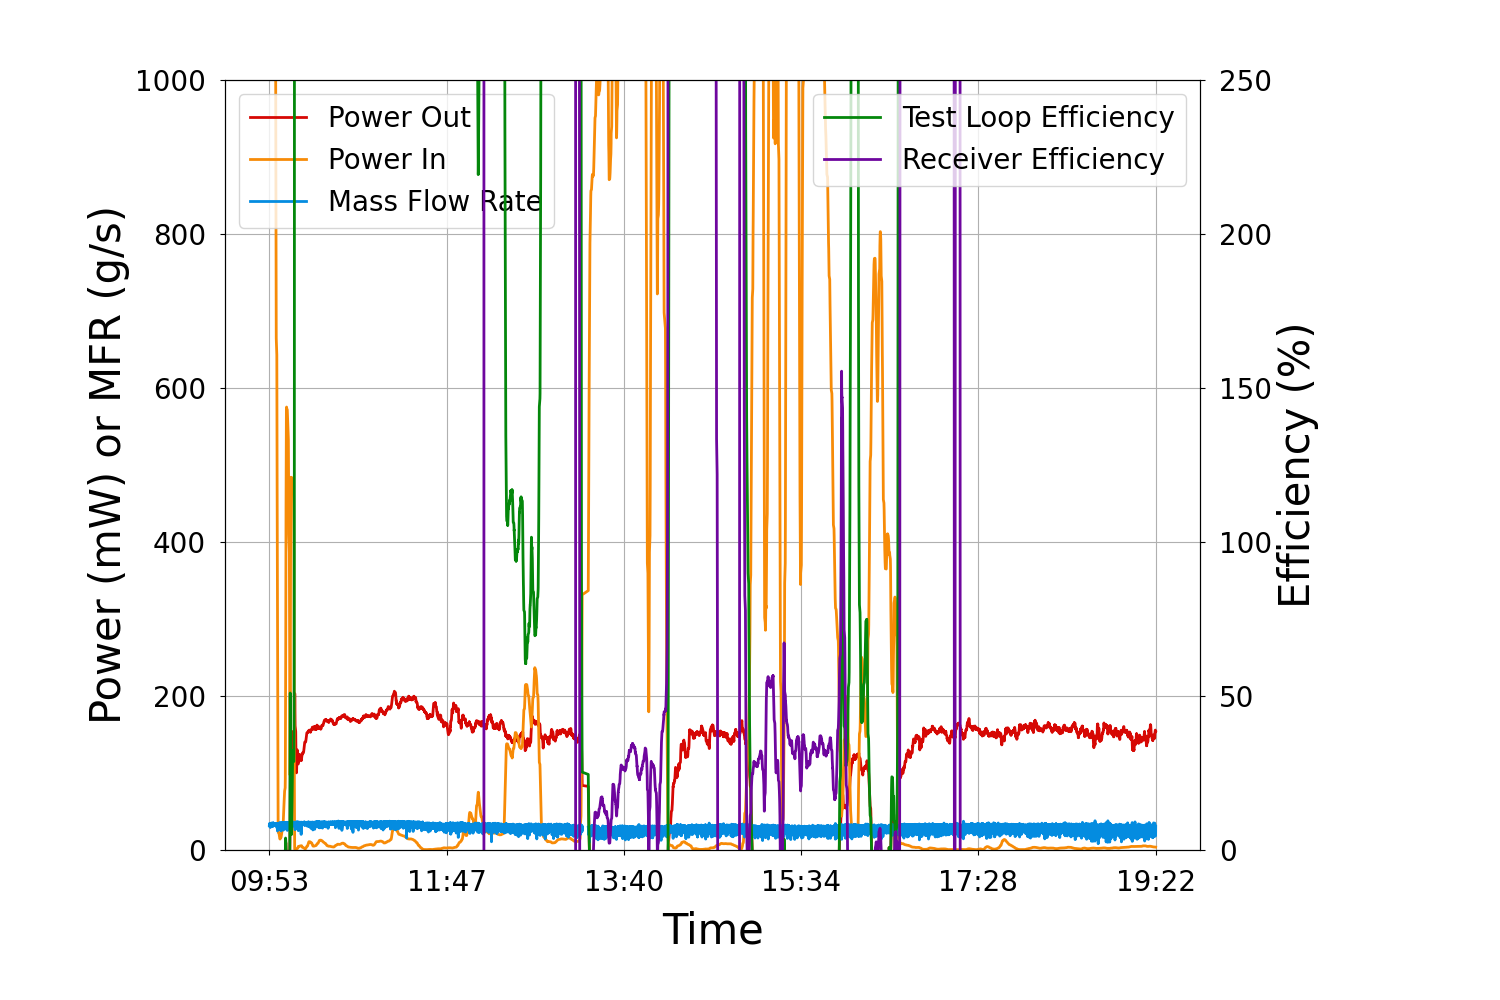 1000
800
600
400
200
0
Power (mW) or MFR (g/s)
Power Out
Power In
Mass Flow Rate
Test Loop Efficiency
Receiver Efficiency
250
200
150
100
50
0
Efficiency (%)
09:53 11:47 13:40 15:34 17:28 19:22
Time